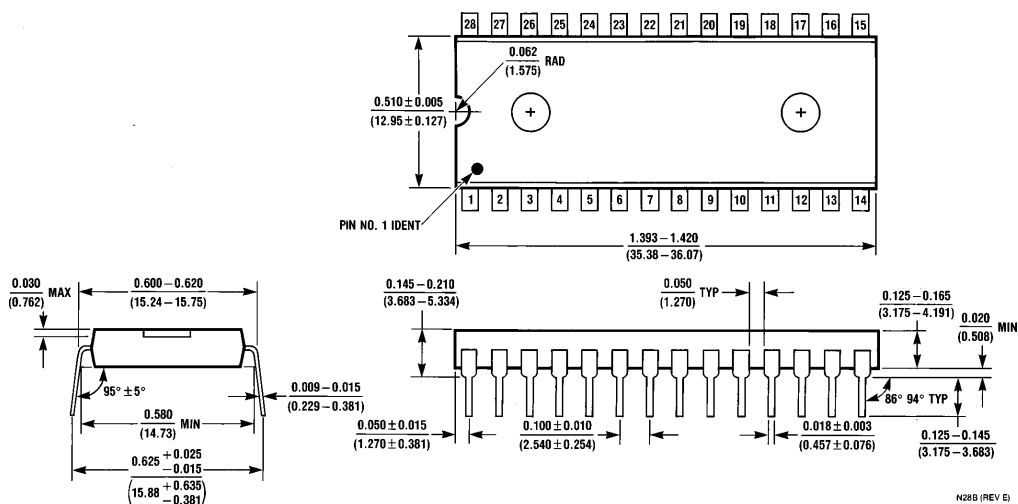 28 27 26 25 24 23 22 21 20 19 18 17 16 15
0.062
(1.575)
RAD
0.510 ± 0.005
(12.95 ± 0.127)
1 2 3 4 5 6 7 8 9 10 11 12 13 14
PIN NO. 1 IDENT
1.393 – 1.420
(35.38 – 36.07)
0.030
(0.762)
MAX
0.600 – 0.620
(15.24 – 15.75)
95° ± 5°
0.009 – 0.015
(0.229 – 0.381)
0.580
(14.73)
MIN
0.625 + 0.025
– 0.015
(15.88 + 0.635
– 0.381)
0.145 – 0.210
(3.683 – 5.334)
0.050
(1.270)
TYP
0.125 – 0.165
(3.175 – 4.191)
0.020
(0.508)
MIN
86° 94° TYP
0.050 ± 0.015
(1.270 ± 0.381)
0.100 ± 0.010
(2.540 ± 0.254)
0.018 ± 0.003
(0.457 ± 0.076)
0.125 – 0.145
(3.175 – 3.683)
N28B (REV E)